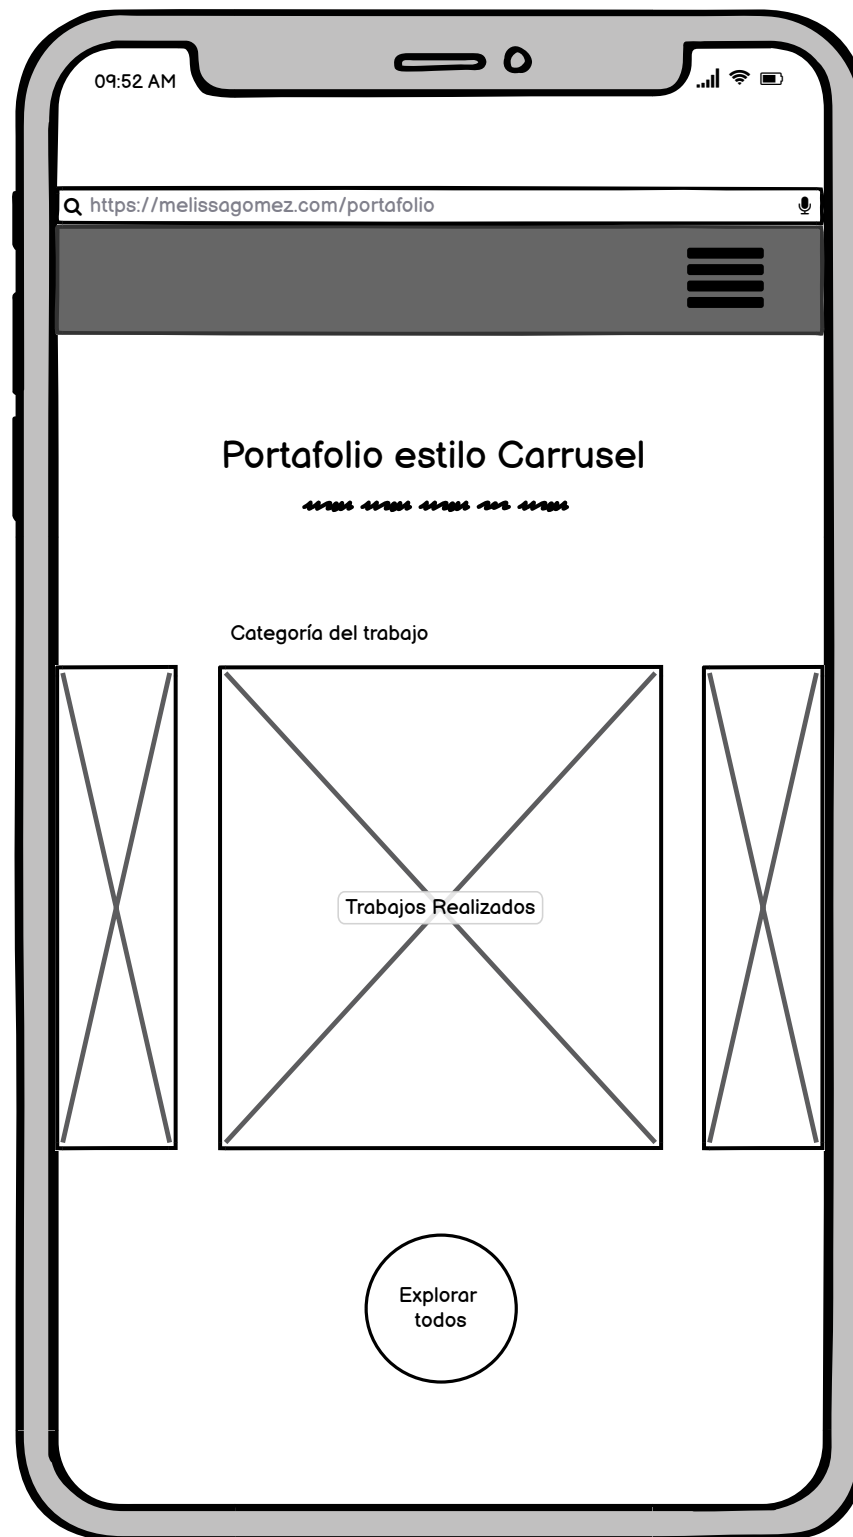 09:52 AM
https://melissagomez.com/portafolio
Portafolio estilo Carrusel
Categoría del trabajo
Trabajos Realizados
Explorar
todos